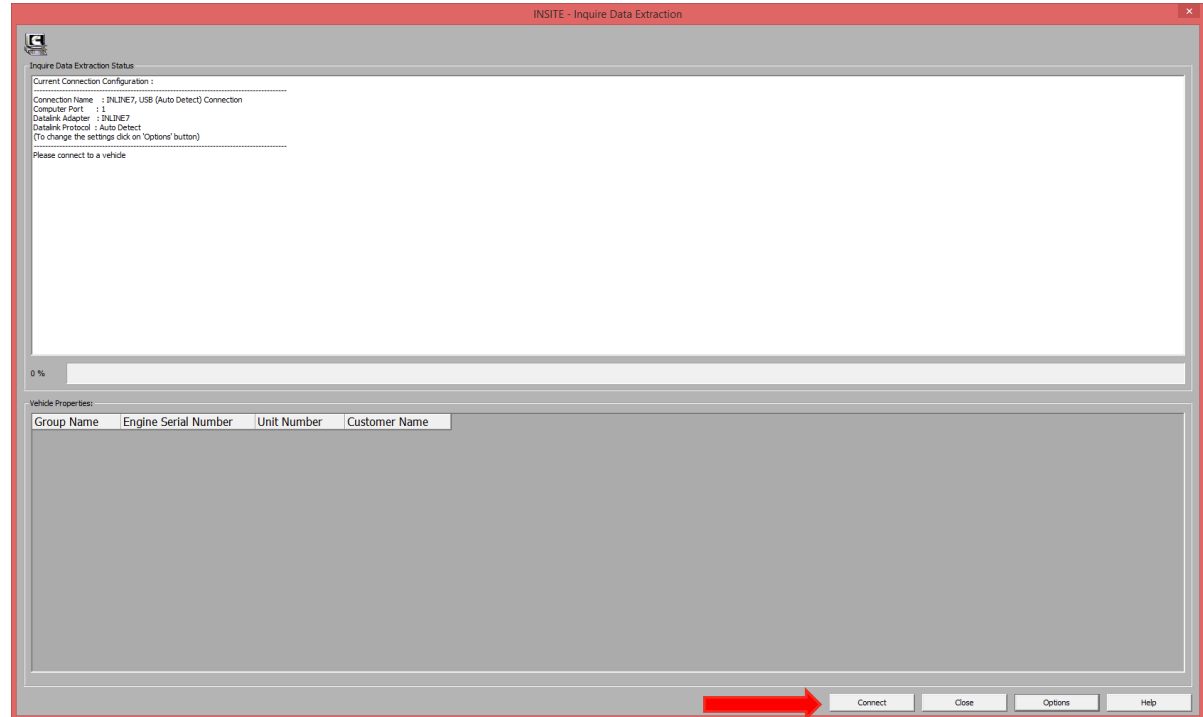 INSITE - Inquire Data Extraction
Inquire Data Extraction Status
Current Connection Configuration :
--------------------------------------------------------------------------------
Connection Name : INLINE7, USB (Auto Detect) Connection
Computer Port : 1
Datalink Adapter : INLINE7
Datalink Protocol : Auto Detect
(To change the settings click on 'Options' button)
--------------------------------------------------------------------------------
Please connect to a vehicle
0 %
Vehicle Properties:
Group Name Engine Serial Number Unit Number Customer Name
Connect Close Options Help